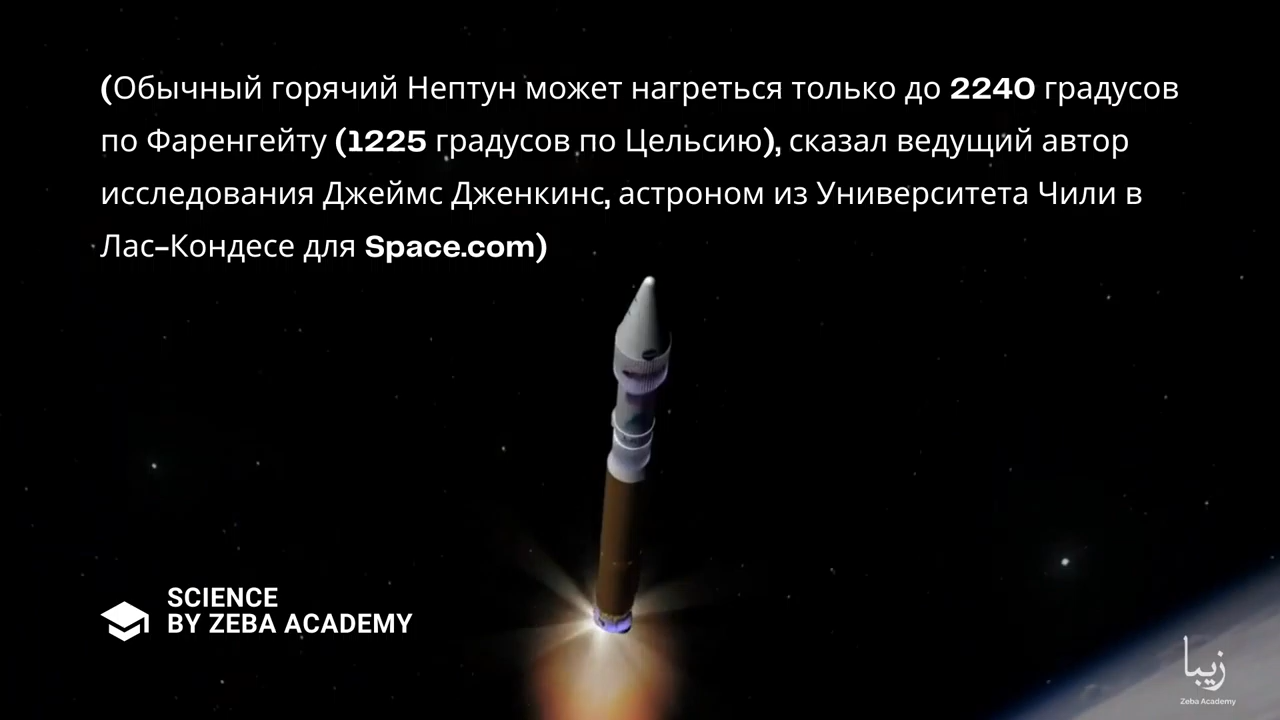 (Обычный горячий Нептун может нагреться только до 2240 градусов
по Фаренгейту (1225 градусов по Цельсию), сказал ведущий автор
исследования Джеймс Дженкинс, астроном из Университета Чили в
Лас-Кондесе для Space.com)
SCIENCE
BY ZEBA ACADEMY
زیبا
Zeba Academy